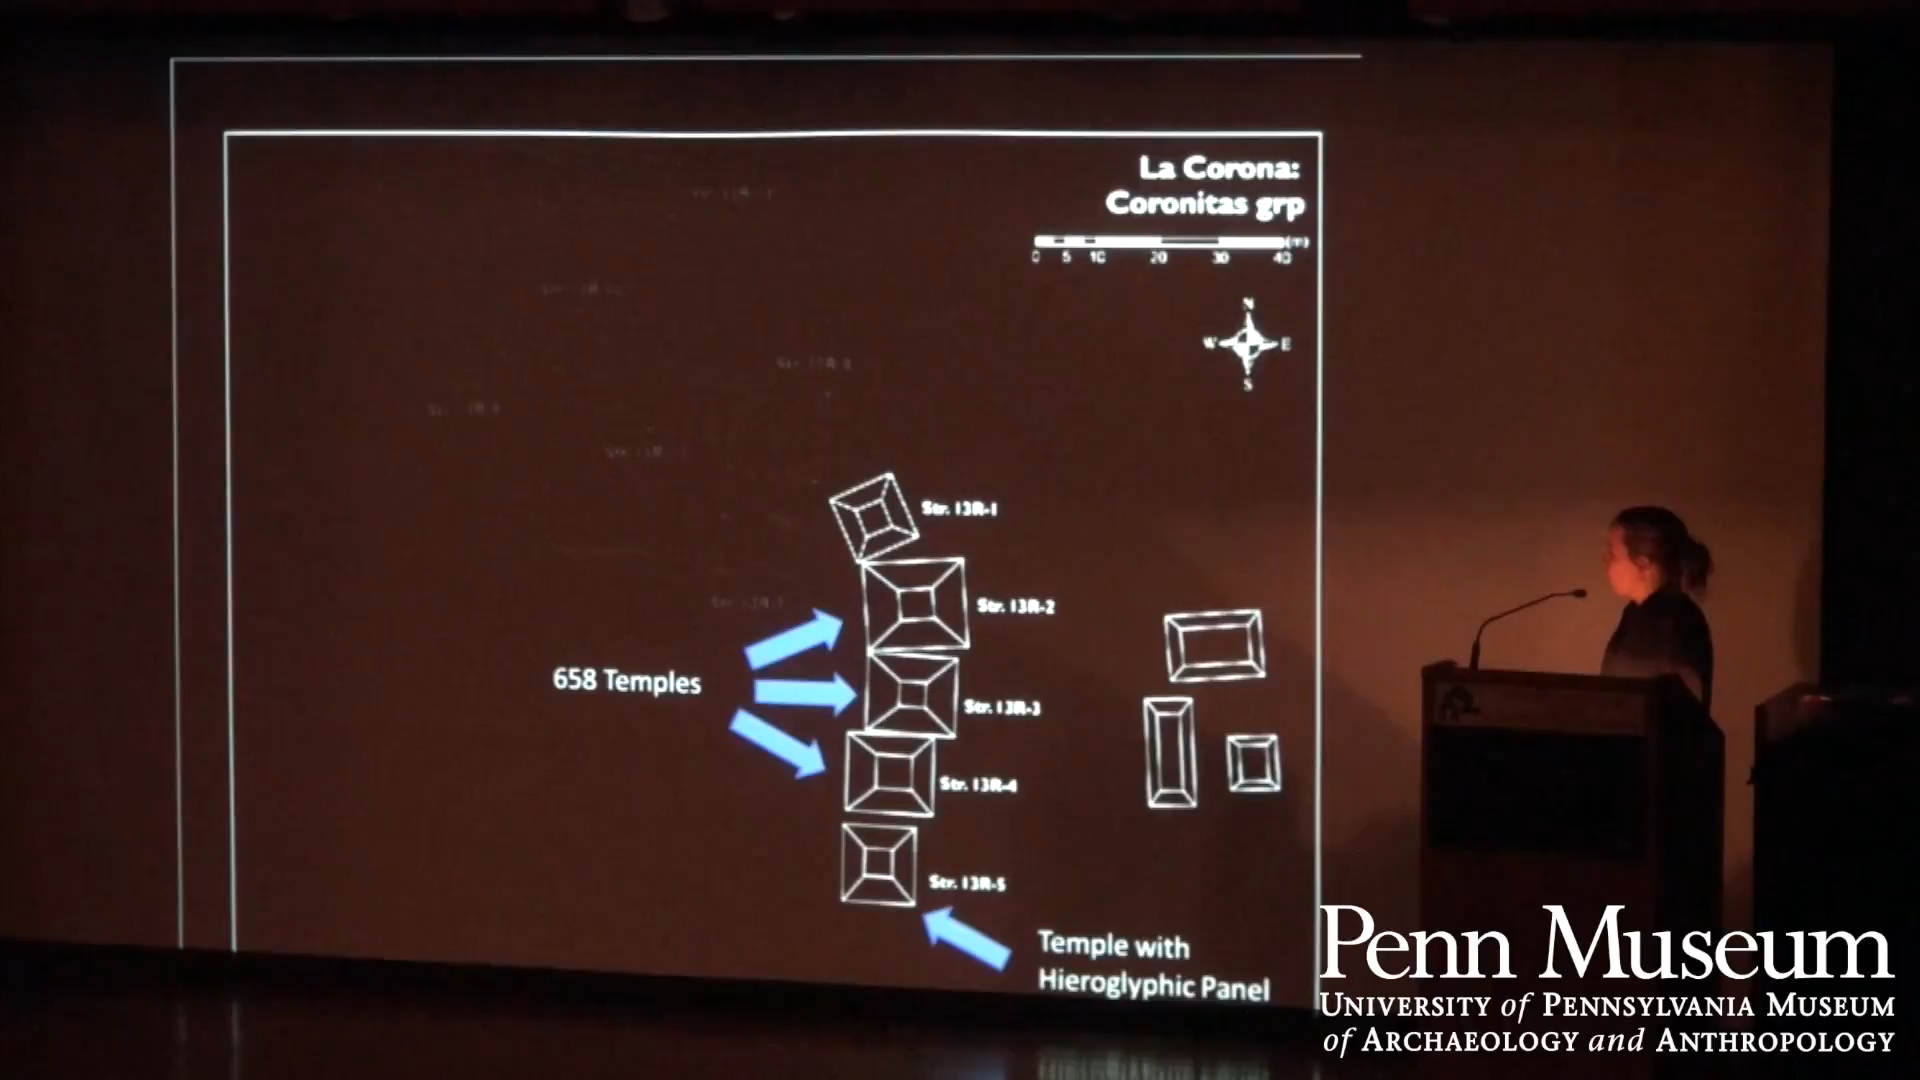 La Corona:
Coronitas grp
(m)
0 5 10 20 30 40
N
W E
S
Str. 13R-1
Str. 13R-2
658 Temples
Str. 13R-3
Str. 13R-4
Str. 13R-5
Temple with
Hieroglyphic Panel
Penn Museum
UNIVERSITY of PENNSYLVANIA MUSEUM
of ARCHAEOLOGY and ANTHROPOLOGY